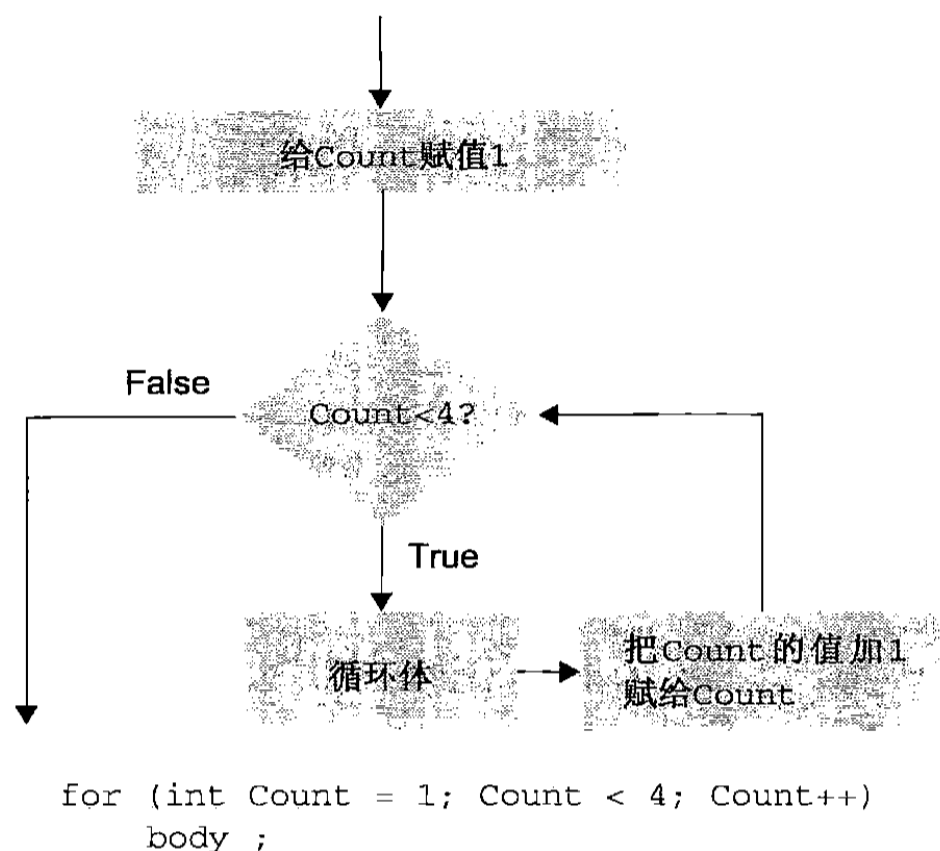 给Count赋值1
False
Count<4?
True
循环体
把Count的值加1
赋给Count
for (int Count = 1; Count < 4; Count++)
body ;